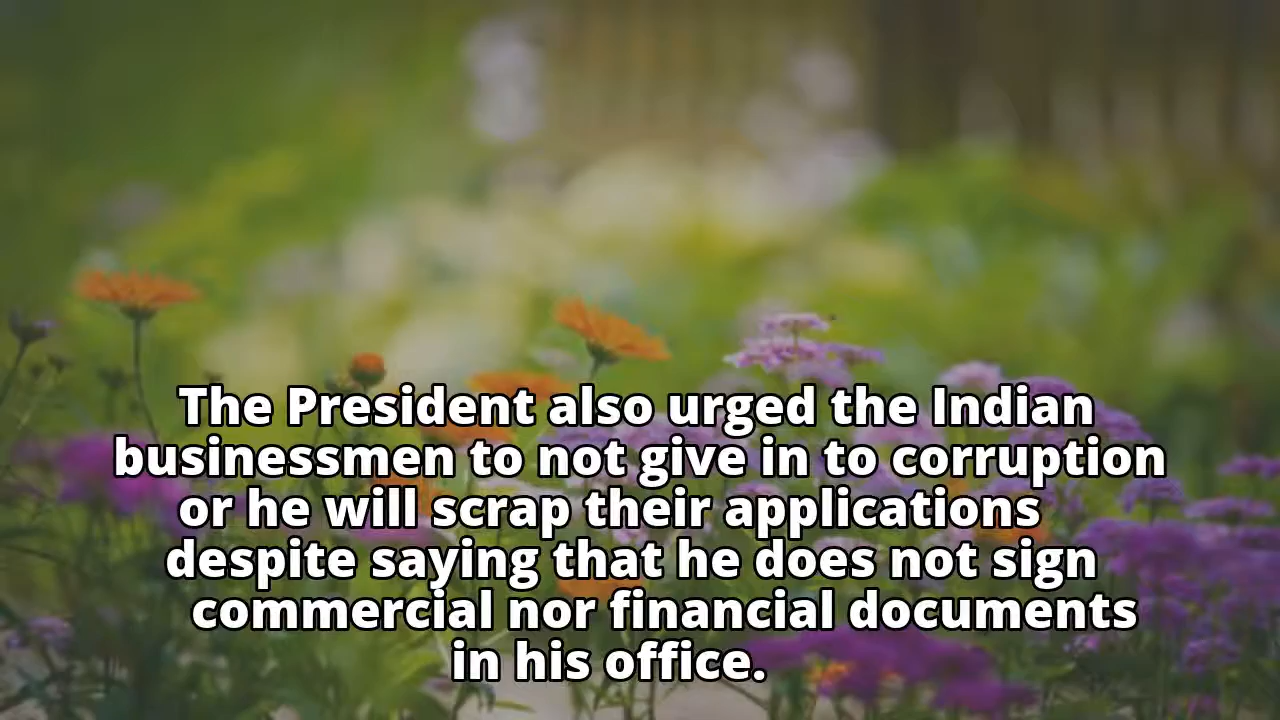 The President also urged the Indian
businessmen to not give in to corruption
or he will scrap their applications
despite saying that he does not sign
commercial nor financial documents
in his office.